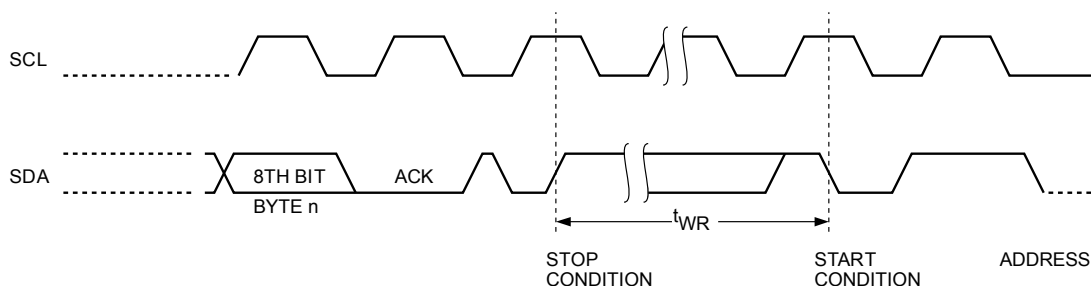 SCL
SDA
8TH BIT
ACK
BYTE n
tWR
STOP
CONDITION
START
CONDITION
ADDRESS